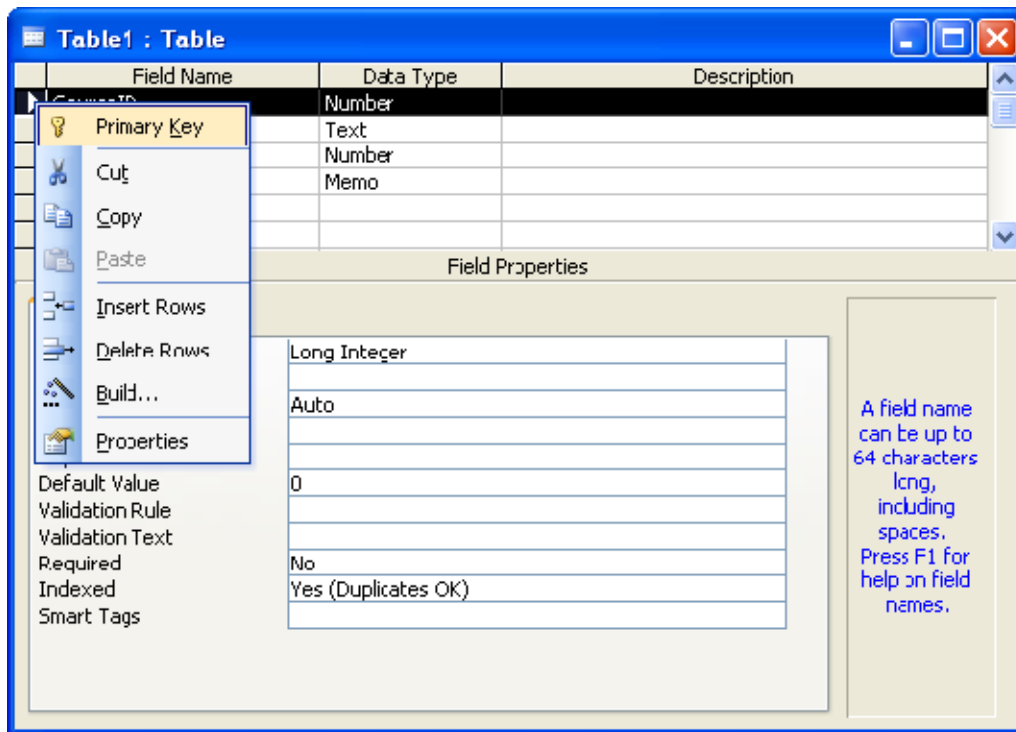 Table1 : Table
Field Name Data Type Description
Number
Primary Key
Text
Number
Cut
Memo
Copy
Paste
Field Properties
Insert Rows
Delete Rows
Long Integer
Build...
Auto
Properties
Default Value 0
Validation Rule
Validation Text
Required No
Indexed Yes (Duplicates OK)
Smart Tags
A field name
can be up to
64 characters
long,
including
spaces.
Press F1 for
help on field
names.